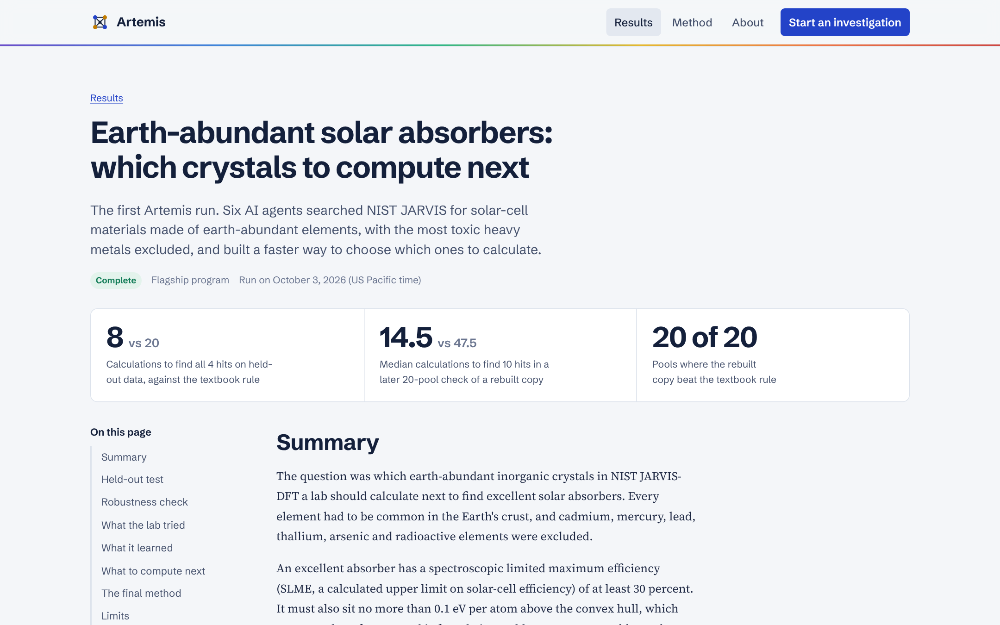 Artemis
Results
Method
About
Start an investigation
Results
Earth-abundant solar absorbers:
which crystals to compute next
The first Artemis run. Six AI agents searched NIST JARVIS for solar-cell
materials made of earth-abundant elements, with the most toxic heavy
metals excluded, and built a faster way to choose which ones to calculate.
Complete
Flagship program
Run on October 3, 2026 (US Pacific time)
8 vs 20
Calculations to find all 4 hits on held-
out data, against the textbook rule
14.5 vs 47.5
Median calculations to find 10 hits in a
later 20-pool check of a rebuilt copy
20 of 20
Pools where the rebuilt
copy beat the textbook rule
On this page
Summary
Held-out test
Robustness check
What the lab tried
What it learned
What to compute next
The final method
Limits
Summary
The question was which earth-abundant inorganic crystals in NIST JARVIS-
DFT a lab should calculate next to find excellent solar absorbers. Every
element had to be common in the Earth's crust, and cadmium, mercury, lead,
thallium, arsenic and radioactive elements were excluded.
An excellent absorber has a spectroscopic limited maximum efficiency
(SLME, a calculated upper limit on solar-cell efficiency) of at least 30 percent.
It must also sit no more than 0.1 eV per atom above the convex hull, which